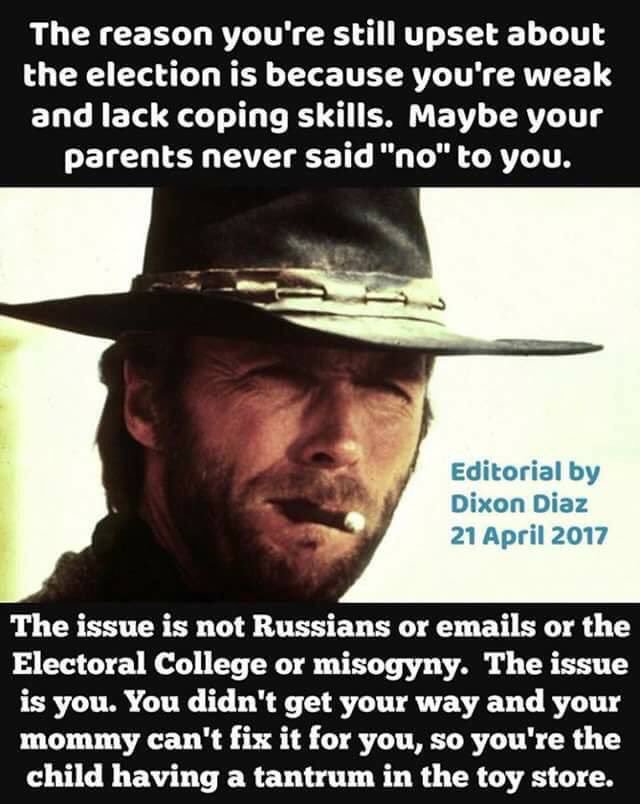 The reason you're still upset about
the election is because you're weak
and lack coping skills.  Maybe your
parents never said "no" to you.
Editorial by
Dixon Diaz
21 April 2017
The issue is not Russians or emails or the
Electoral College or misogyny.  The issue
is you. You didn't get your way and your
mommy can't fix it for you, so you're the
child having a tantrum in the toy store.